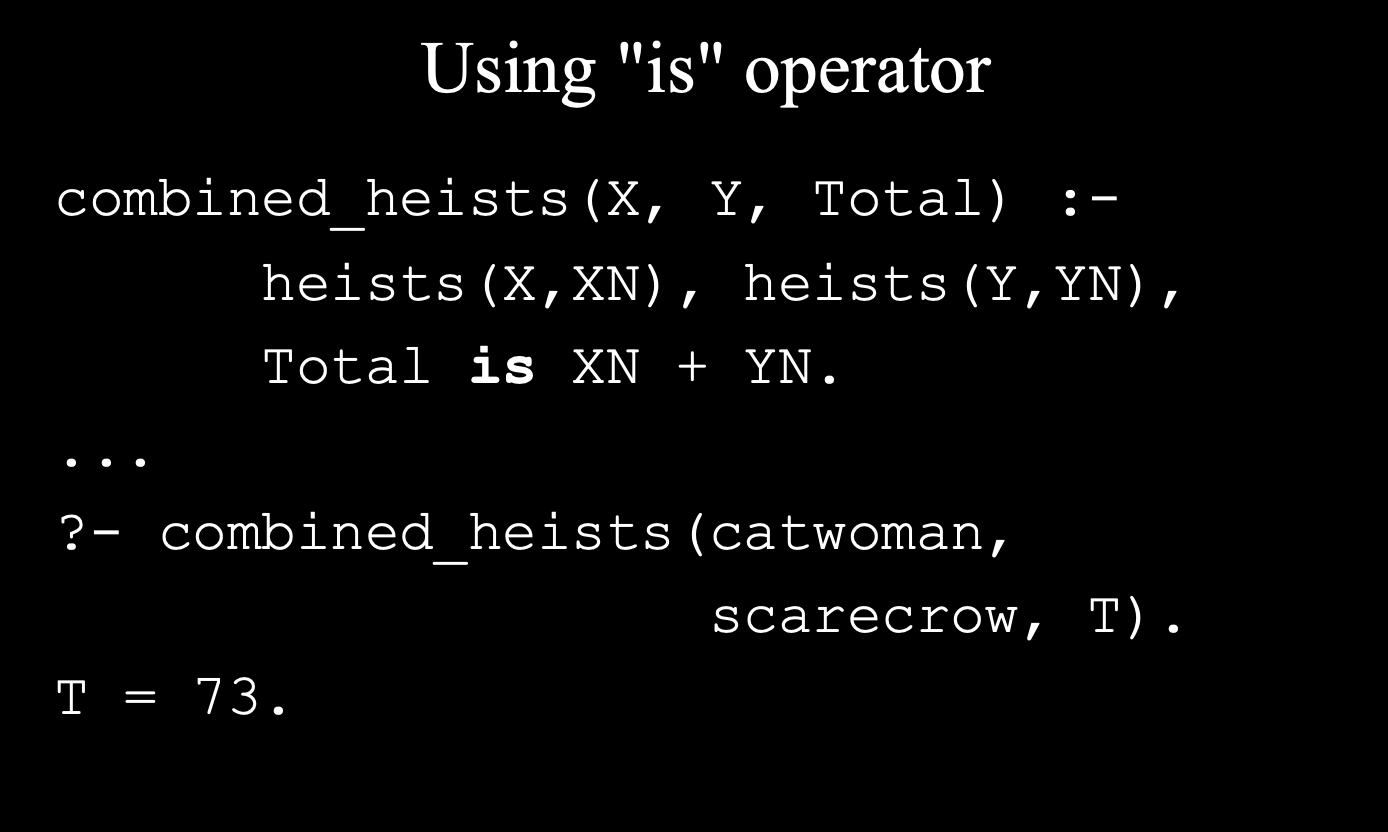 Using "is" operator
combined_heists(X, Y, Total) :-
heists(X,XN), heists(Y,YN),
Total is XN + YN.
...
?- combined_heists(catwoman,
scarecrow, T).
T = 73.